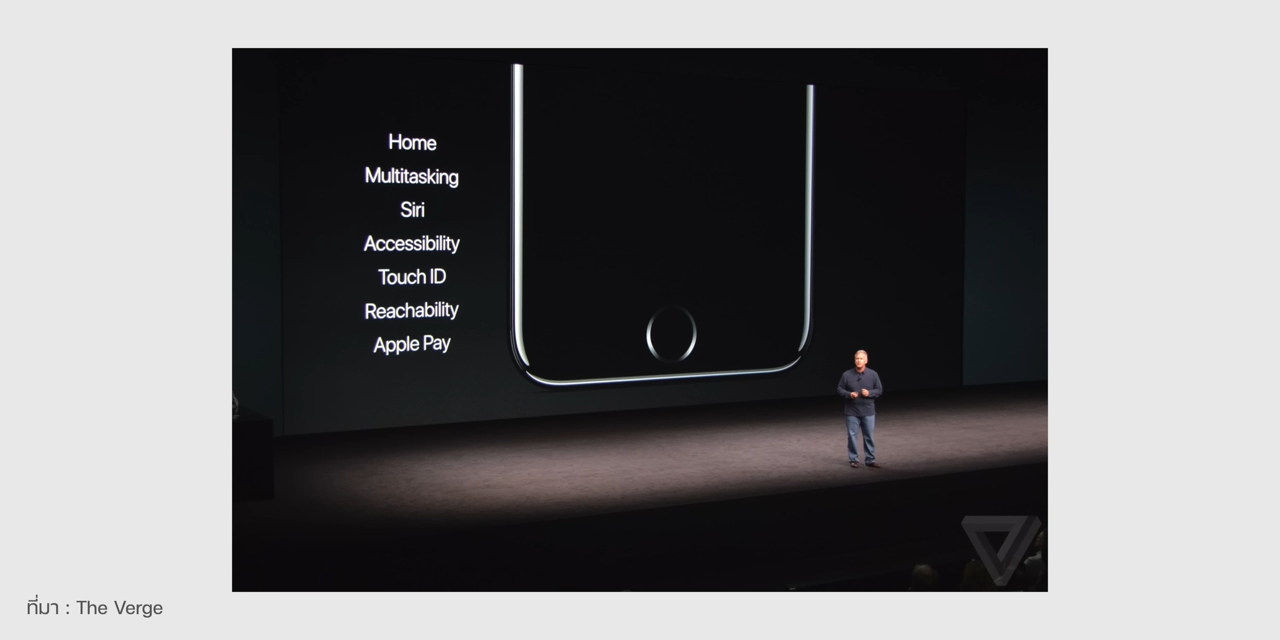 Home
Multitasking
Siri
Accessibility
Touch ID
Reachability
Apple Pay
ที่มา : The Verge